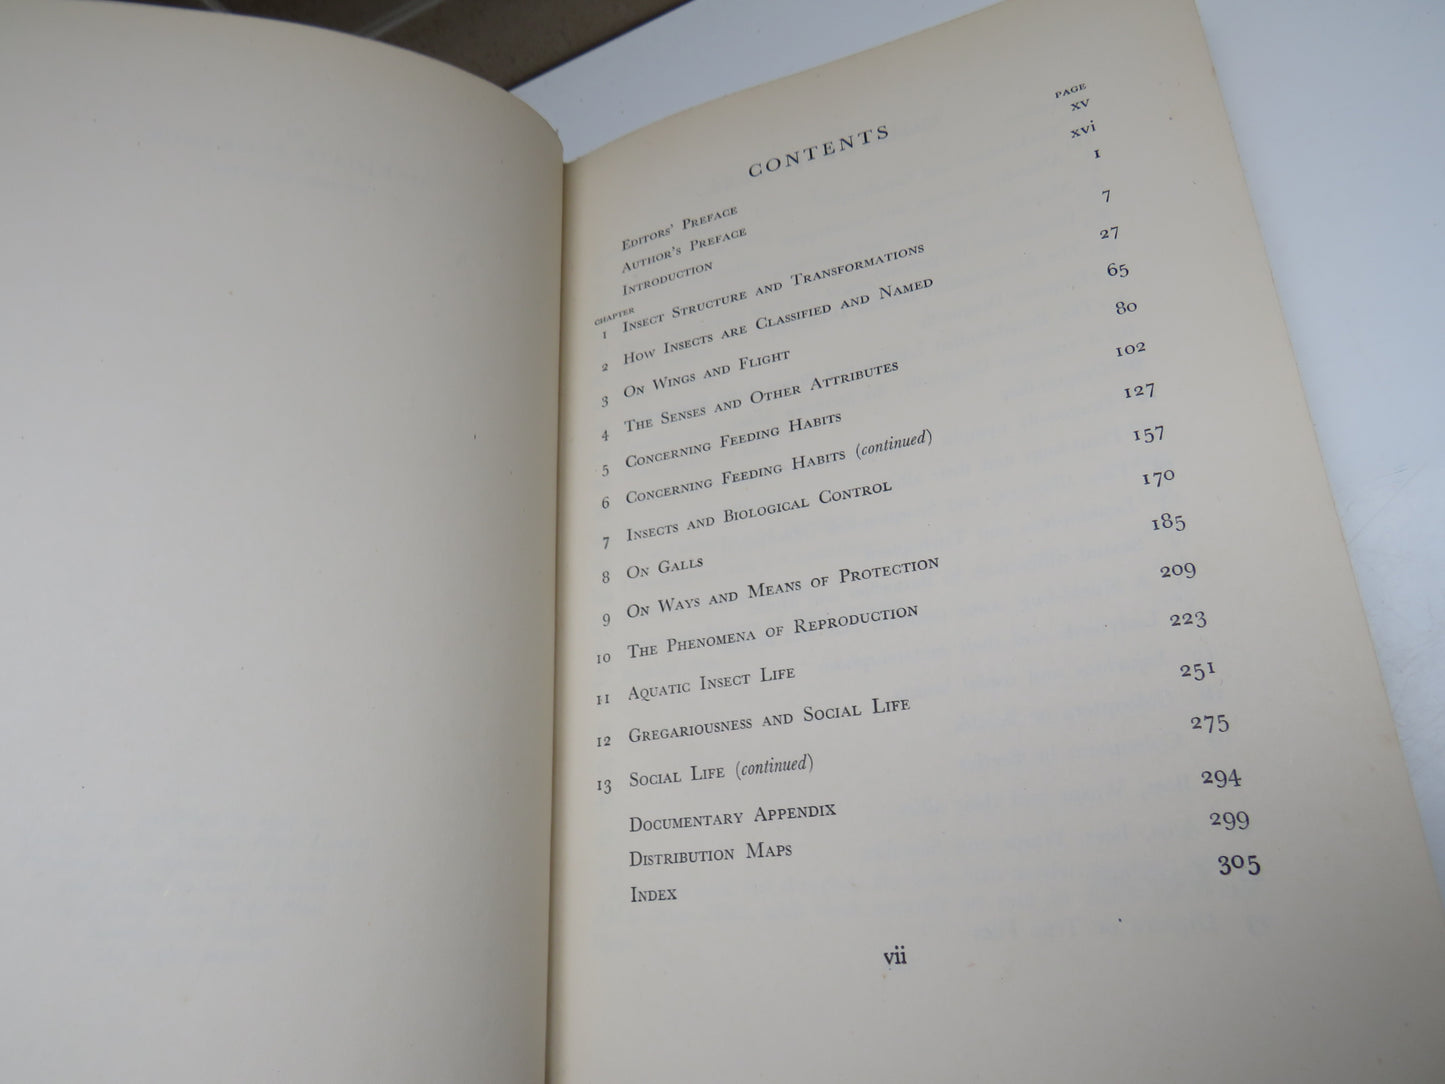 CONTENTS
PAGE
EDITORS' PREFACE xv
AUTHOR'S PREFACE xvi
INTRODUCTION 1
CHAPTER
1 INSECT STRUCTURE AND TRANSFORMATIONS 7
2 HOW INSECTS ARE CLASSIFIED AND NAMED 27
3 ON WINGS AND FLIGHT 65
4 THE SENSES AND OTHER ATTRIBUTES 80
5 CONCERNING FEEDING HABITS 102
6 CONCERNING FEEDING HABITS (continued) 127
7 INSECTS AND BIOLOGICAL CONTROL 157
8 ON GALLS 170
9 ON WAYS AND MEANS OF PROTECTION 185
10 THE PHENOMENA OF REPRODUCTION 209
11 AQUATIC INSECT LIFE 223
12 GREGARIOUSNESS AND SOCIAL LIFE 251
13 SOCIAL LIFE (continued) 275
DOCUMENTARY APPENDIX 294
DISTRIBUTION MAPS 299
INDEX 305
vii